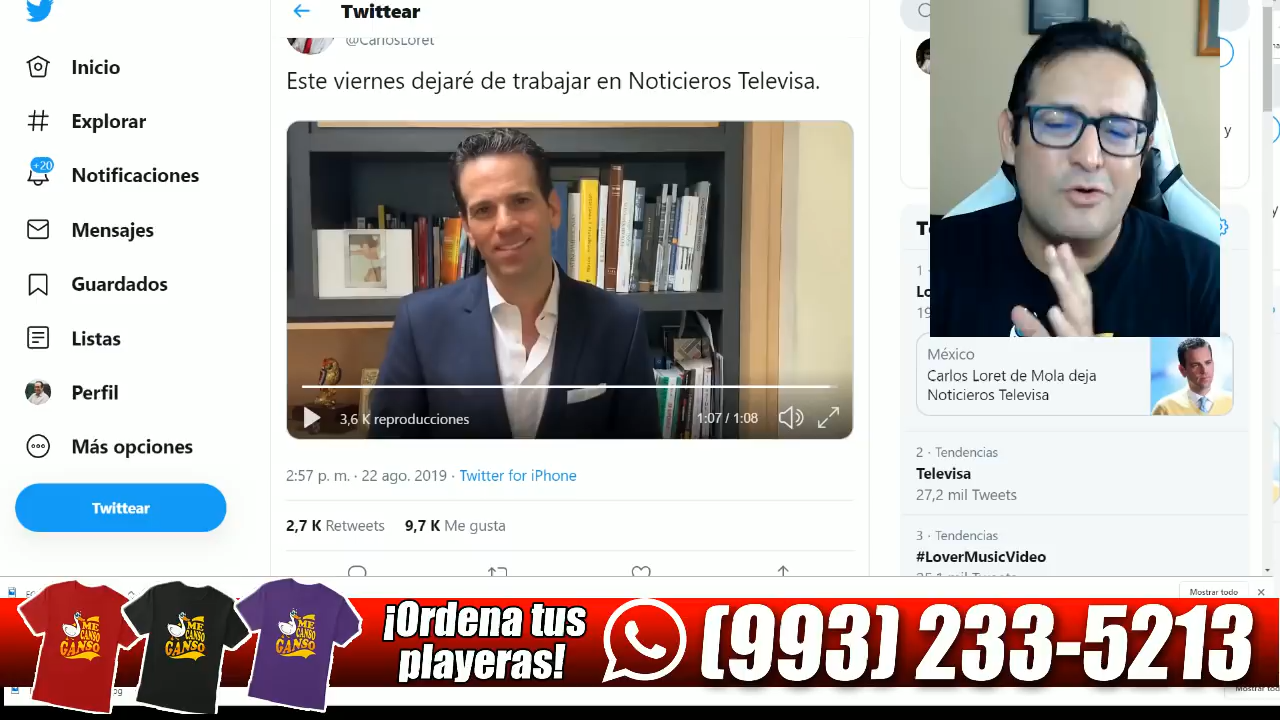 Twittear
@CarlosLoret
Este viernes dejaré de trabajar en Noticieros Televisa.
Inicio
Explorar
+20
Notificaciones
Mensajes
Guardados
Listas
Perfil
Más opciones
Twittear
3,6 K reproducciones
1:07 / 1:08
2:57 p. m. · 22 ago. 2019 · Twitter for iPhone
2,7 K Retweets 9,7 K Me gusta
y
1
México
Carlos Loret de Mola deja
Noticieros Televisa
2 · Tendencias
Televisa
27,2 mil Tweets
3 · Tendencias
#LoverMusicVideo
Mostrar todo
ME
CANSO
GANSO
ME
CANSO
GANSO
ME
CANSO
GANSO
¡Ordena tus
playeras!
(993) 233-5213
Mostrar todo